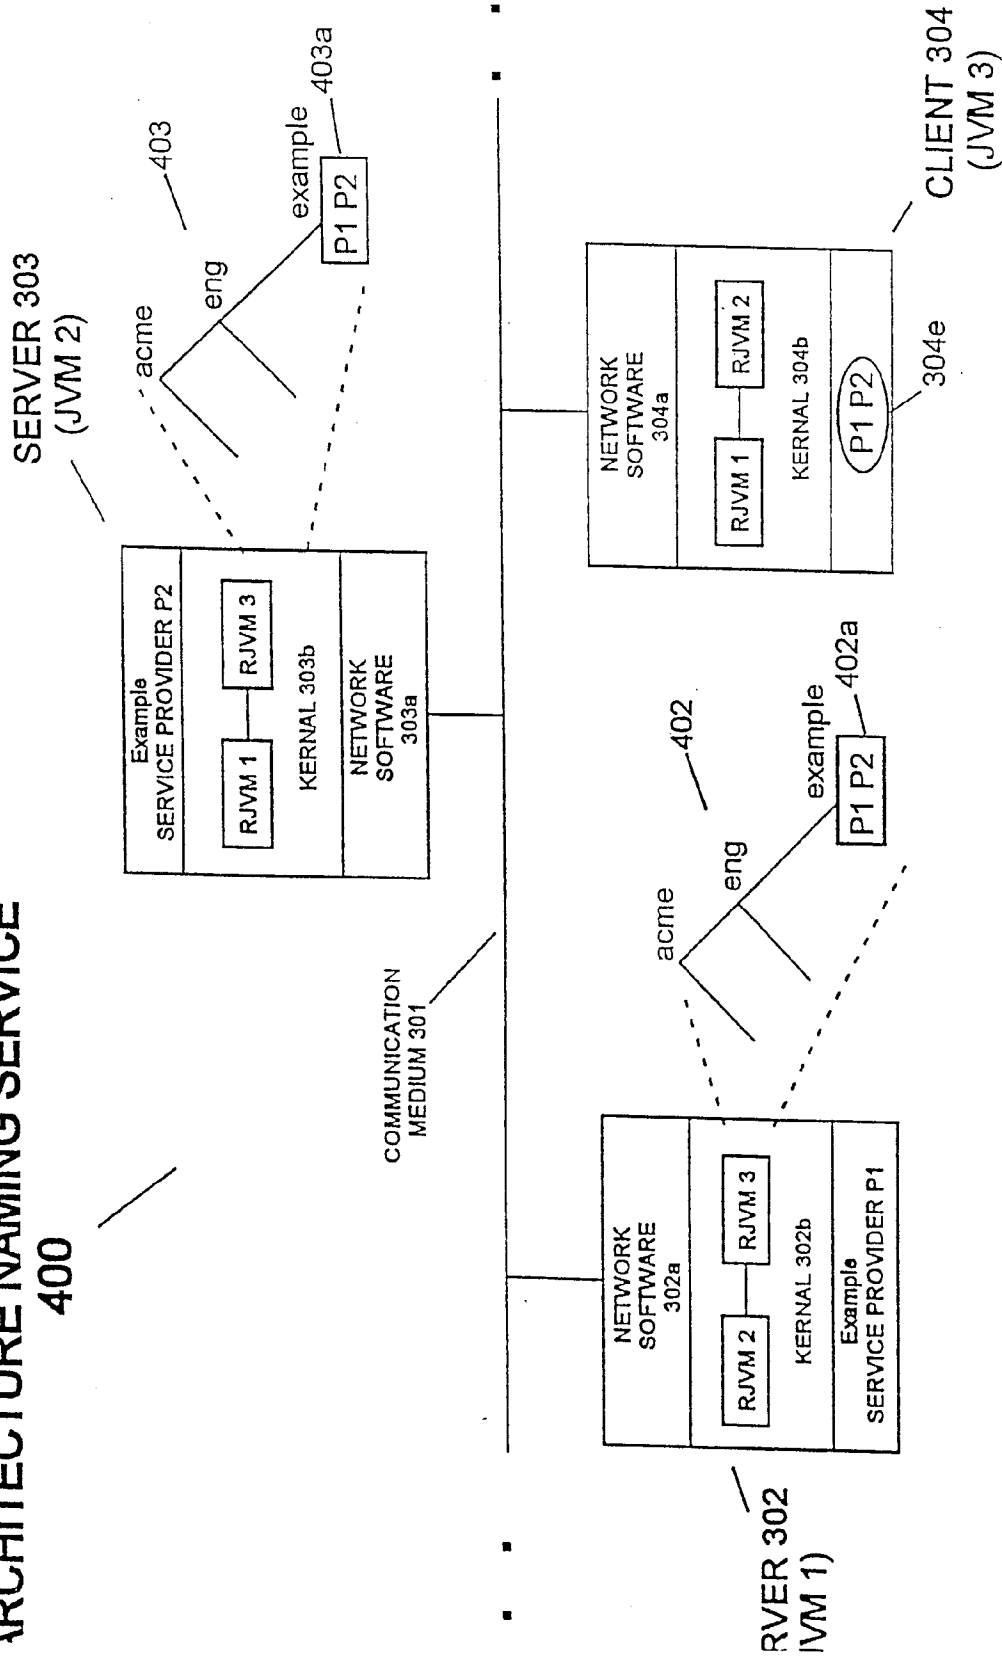 ARCHITECTURE NAMING SERVICE
400
SERVER 303
(JVM 2)
Example
SERVICE PROVIDER P2
RJVM 1
RJVM 3
KERNAL 303b
NETWORK
SOFTWARE
303a
acme
eng
example
P1 P2
403
403a
COMMUNICATION
MEDIUM 301
RVER 302
VM 1)
NETWORK
SOFTWARE
302a
RJVM 2
RJVM 3
KERNAL 302b
Example
SERVICE PROVIDER P1
acme
eng
example
P1 P2
402
402a
NETWORK
SOFTWARE
304a
RJVM 1
RJVM 2
KERNAL 304b
P1 P2
304e
CLIENT 304
(JVM 3)